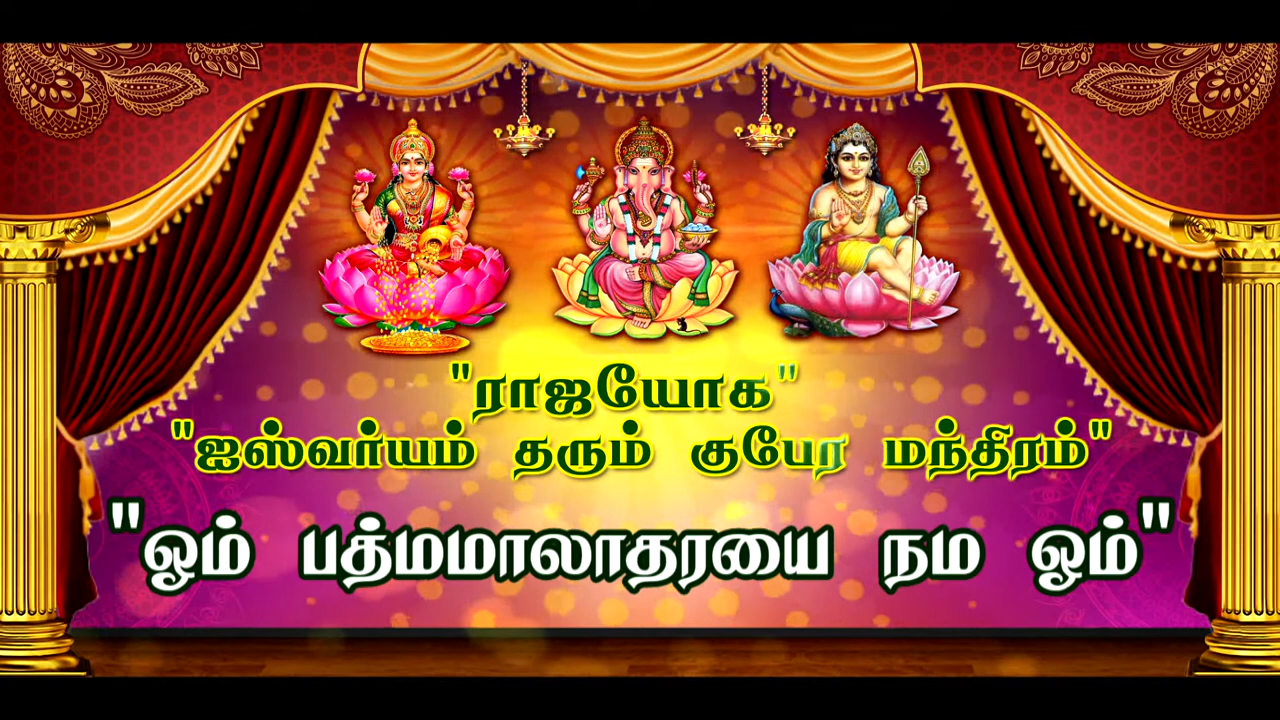 "ராஜயோக"
"ஐஸ்வர்யம் தரும் குபேர மந்திரம்"
"ஓம் பத்மமாலாதரயை நம ஓம்"